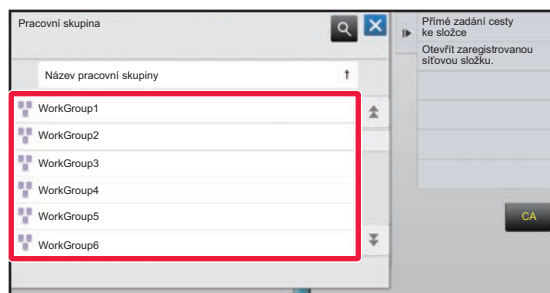 Pracovní skupina
Název pracovní skupiny
WorkGroup1
WorkGroup2
WorkGroup3
WorkGroup4
WorkGroup5
WorkGroup6
Přímé zadání cesty
ke složce
Otevřít zaregistrovanou
síťovou složku.
CA